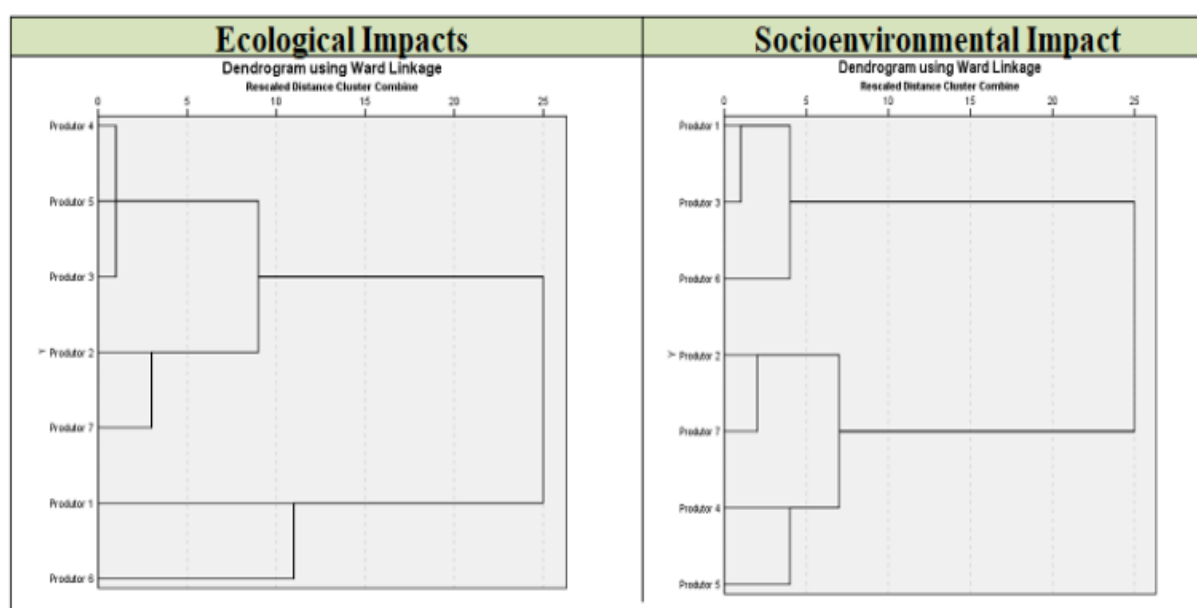 Ecological Impacts
Dendrogram using Ward Linkage
Rescaled Distance Cluster Combine
0 5 10 15 20 25
Produtor 4
Produtor 5
Produtor 3
Y Produtor 2
Produtor 7
Produtor 1
Produtor 6
Socioenvironmental Impact
Dendrogram using Ward Linkage
Rescaled Distance Cluster Combine
0 5 10 15 20 25
Produtor 1
Produtor 3
Produtor 6
Y Produtor 2
Produtor 7
Produtor 4
Produtor 5